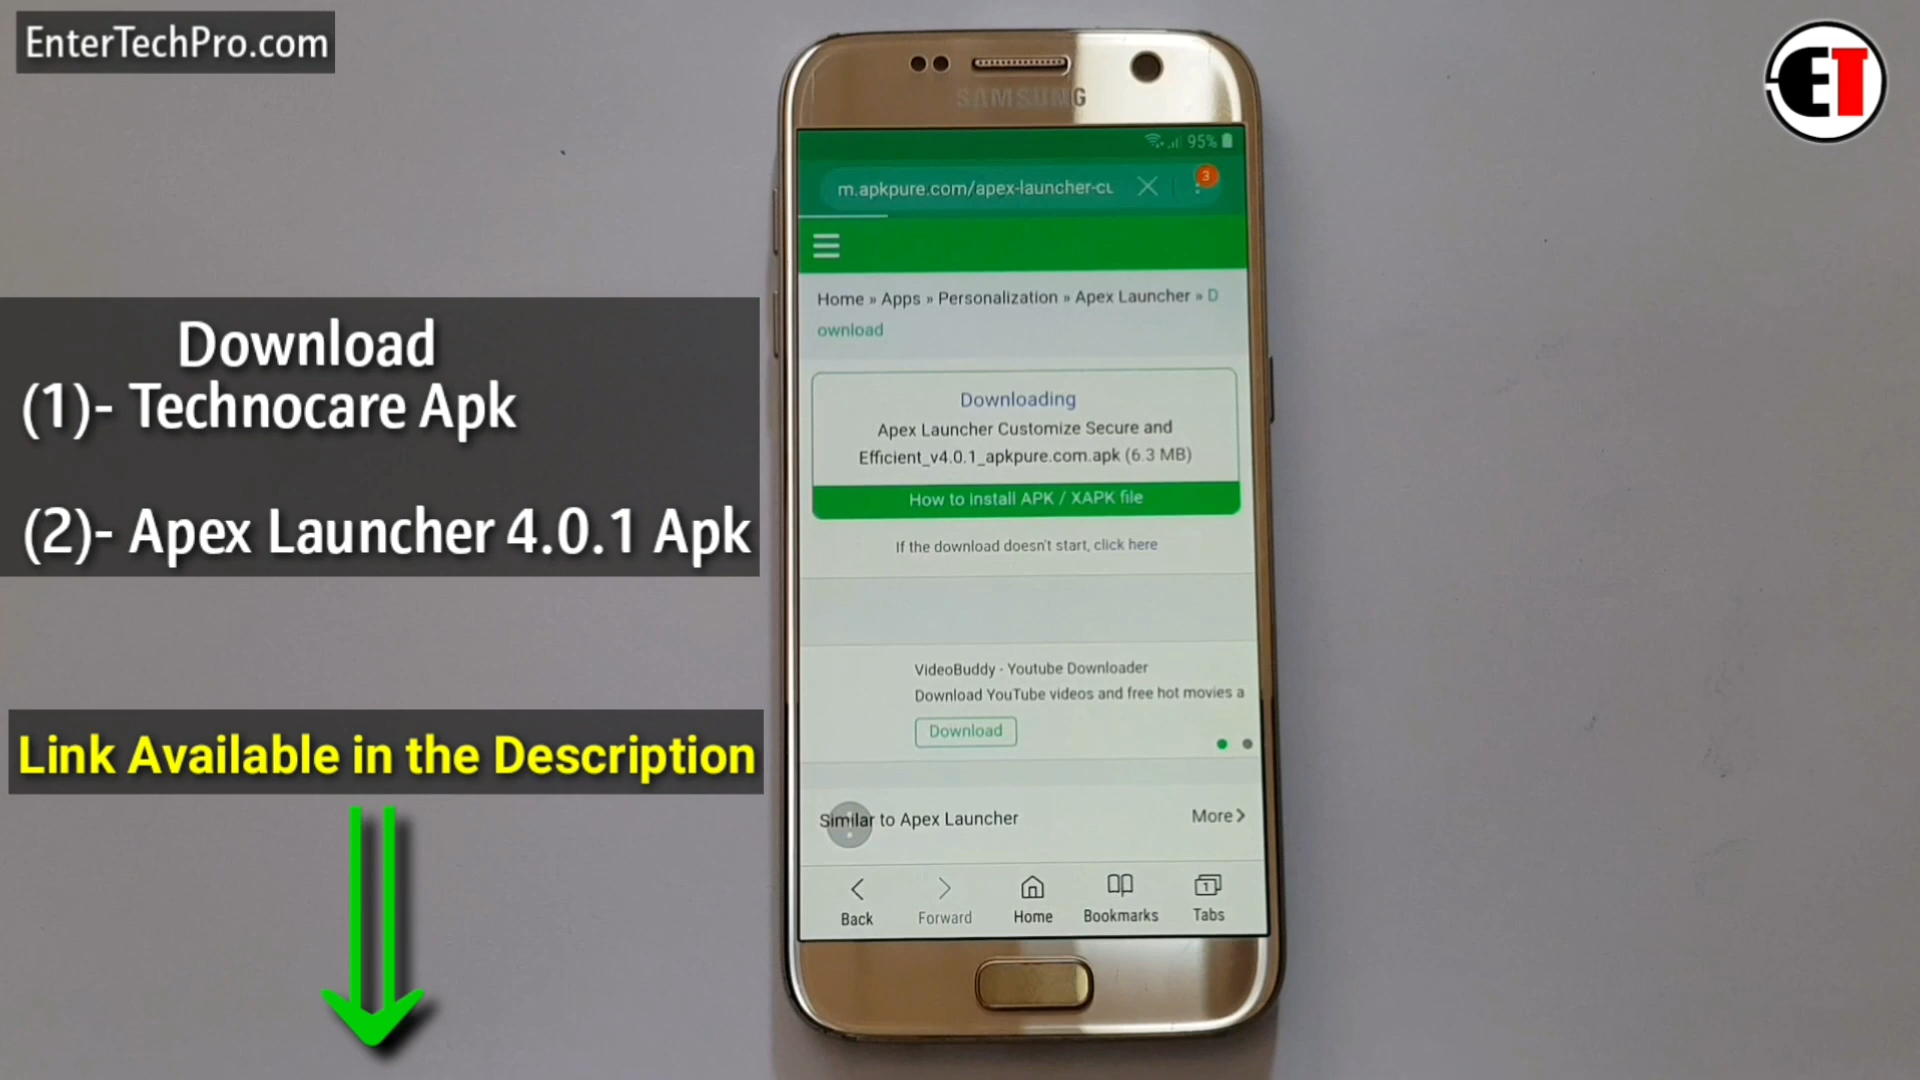 EnterTechPro.com
ET
Download
(1)- Technocare Apk
(2)- Apex Launcher 4.0.1 Apk
Link Available in the Description
SAMSUNG
95%
m.apkpure.com/apex-launcher-cu
3
Home » Apps » Personalization » Apex Launcher » D
ownload
Downloading
Apex Launcher Customize Secure and
Efficient_v4.0.1_apkpure.com.apk (6.3 MB)
How to install APK / XAPK file
If the download doesn't start, click here
VideoBuddy - Youtube Downloader
Download YouTube videos and free hot movies a
Download
Similar to Apex Launcher
More
1
Back
Forward
Home
Bookmarks
Tabs